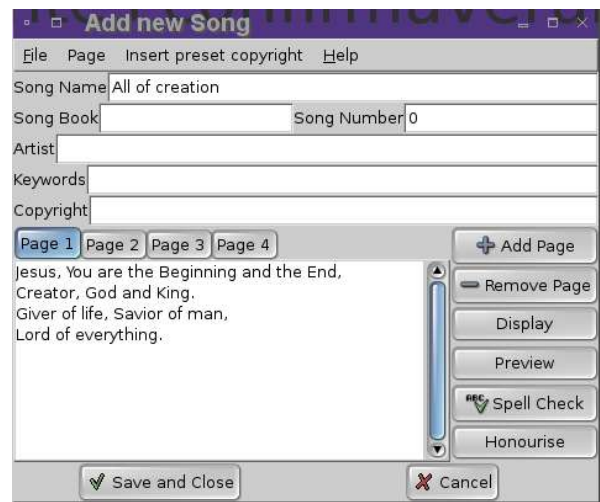 Add new Song
File Page Insert preset copyright Help
Song Name All of creation
Song Book Song Number 0
Artist
Keywords
Copyright
Page 1 Page 2 Page 3 Page 4
Jesus, You are the Beginning and the End,
Creator, God and King.
Giver of life, Savior of man,
Lord of everything.
Add Page
Remove Page
Display
Preview
ABC Spell Check
Honourise
Save and Close Cancel